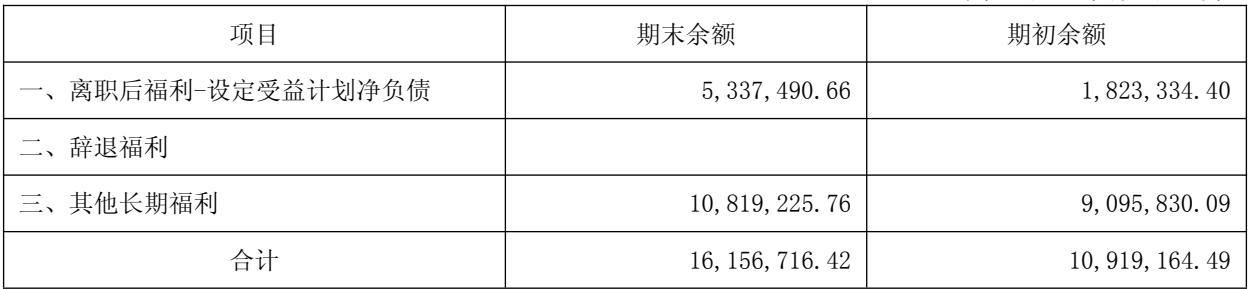 项目 期末余额 期初余额
一、离职后福利-设定受益计划净负债 5,337,490.66 1,823,334.40
二、辞退福利
三、其他长期福利 10,819,225.76 9,095,830.09
合计 16,156,716.42 10,919,164.49